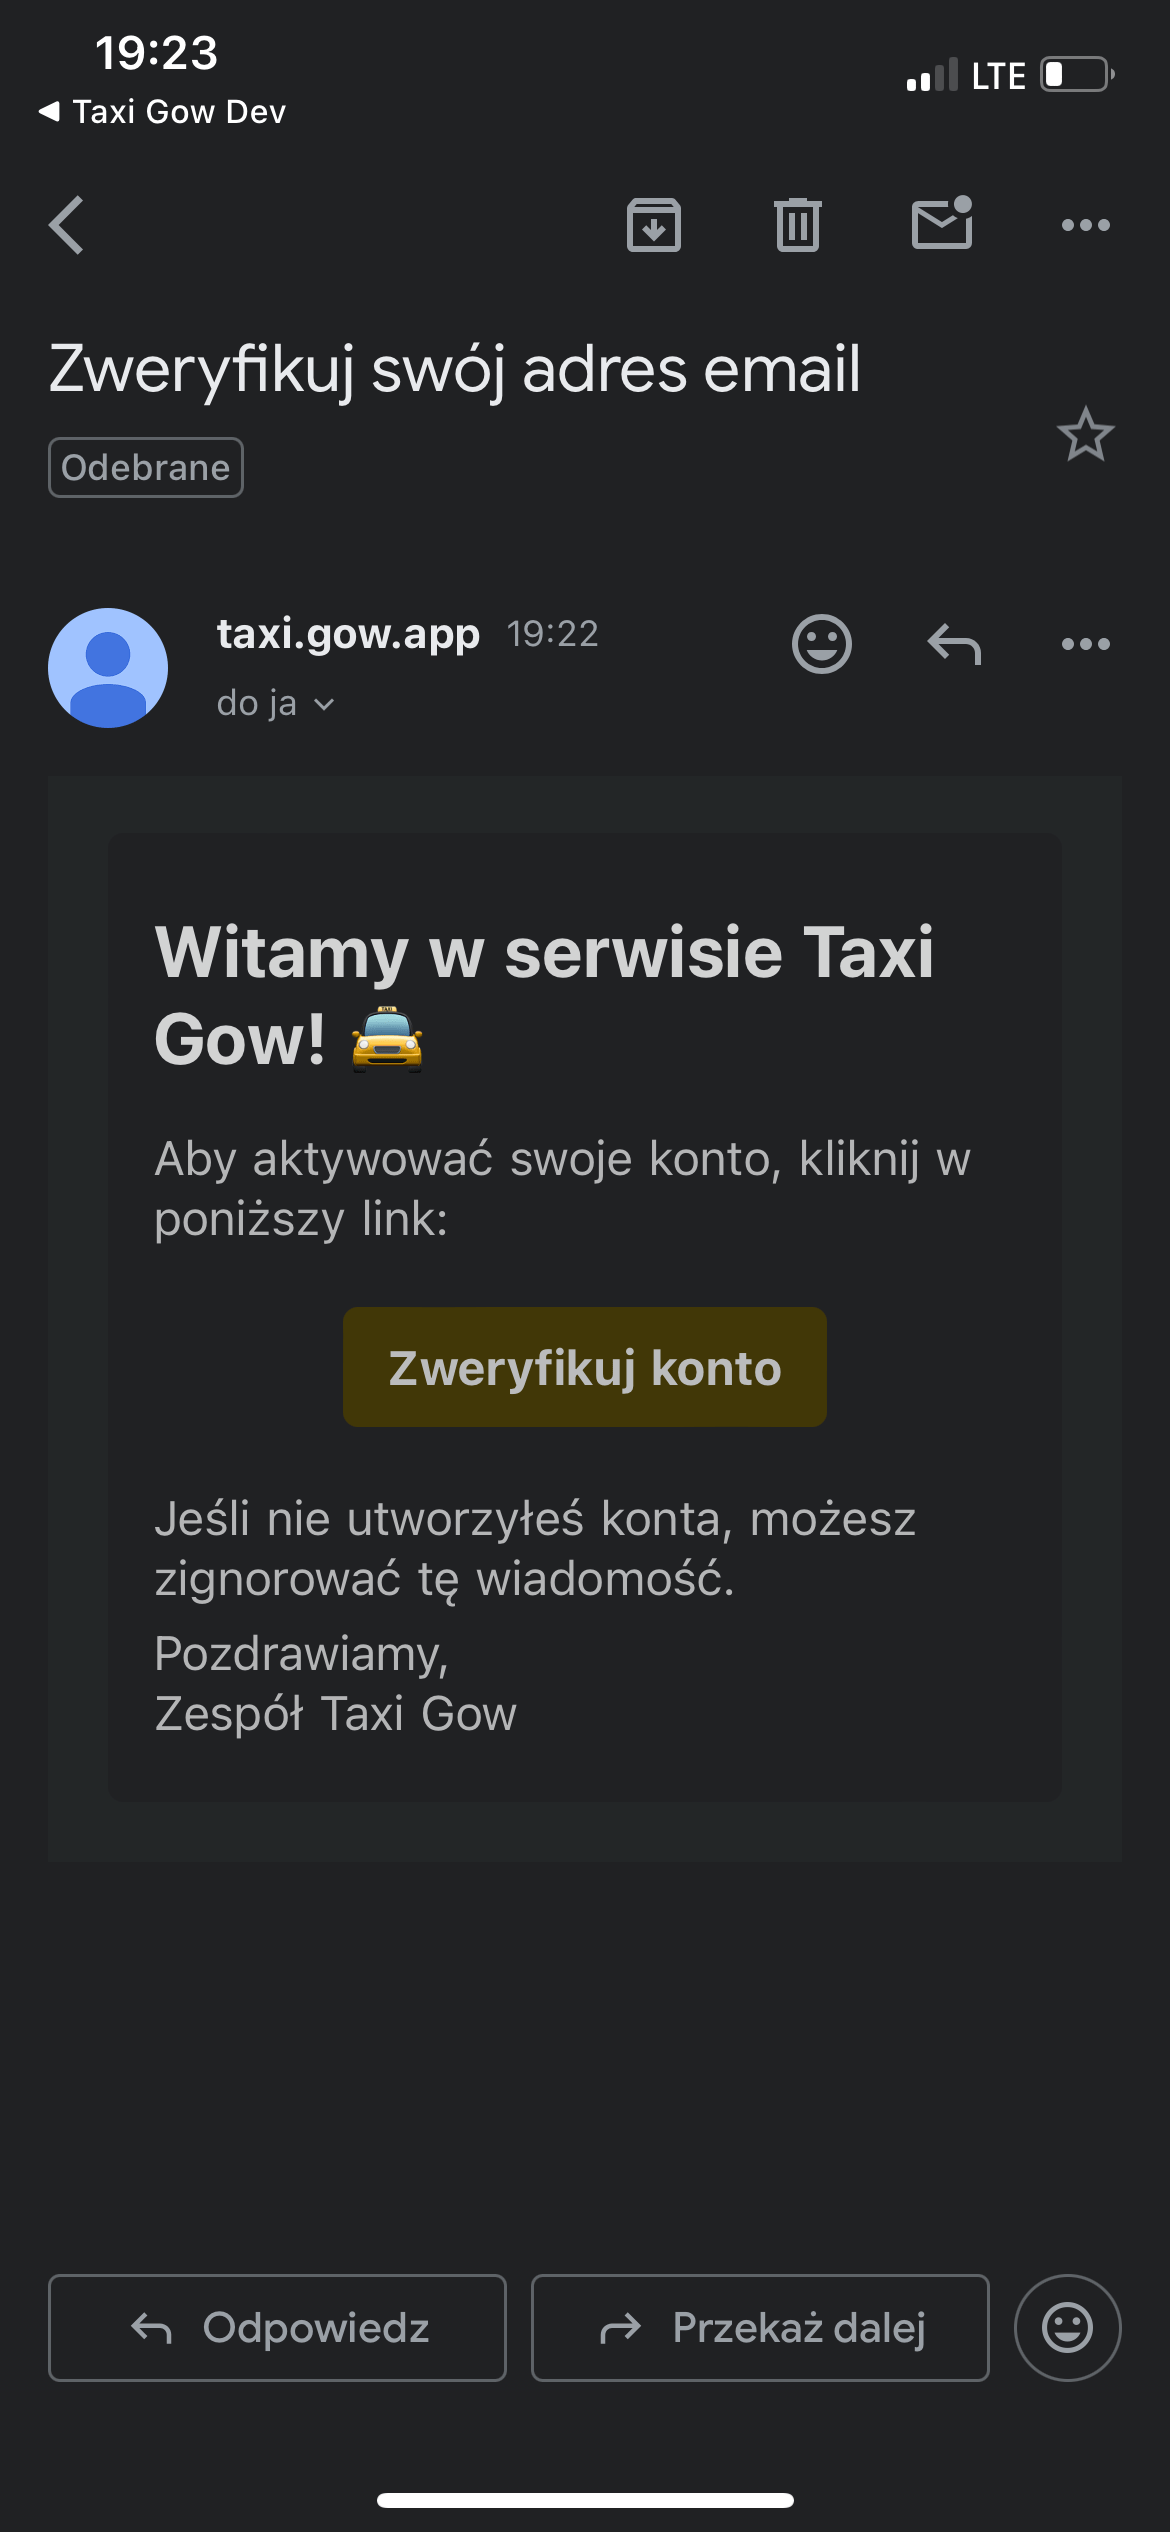 19:23
LTE
Taxi Gow Dev
Zweryfikuj swój adres email
Odebrane
taxi.gow.app 19:22
do ja
Witamy w serwisie Taxi
Gow! 🚖
Aby aktywować swoje konto, kliknij w
poniższy link:
Zweryfikuj konto
Jeśli nie utworzyłeś konta, możesz
zignorować tę wiadomość.
Pozdrawiamy,
Zespół Taxi Gow
Odpowiedz
Przekaż dalej